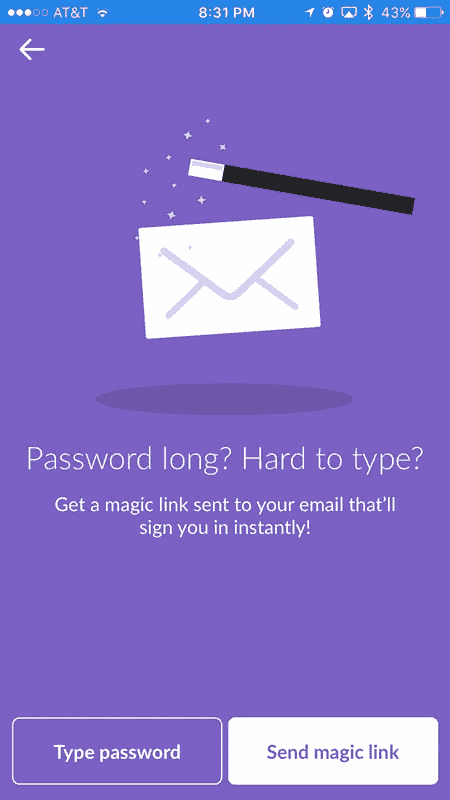 AT&T 8:31 PM 43%
Password long? Hard to type?
Get a magic link sent to your email that'll
sign you in instantly!
Type password Send magic link